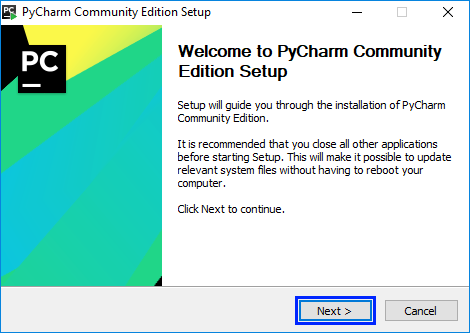 PyCharm Community Edition Setup
PC
Welcome to PyCharm Community
Edition Setup
Setup will guide you through the installation of PyCharm
Community Edition.
It is recommended that you close all other applications
before starting Setup. This will make it possible to update
relevant system files without having to reboot your
computer.
Click Next to continue.
Next >
Cancel